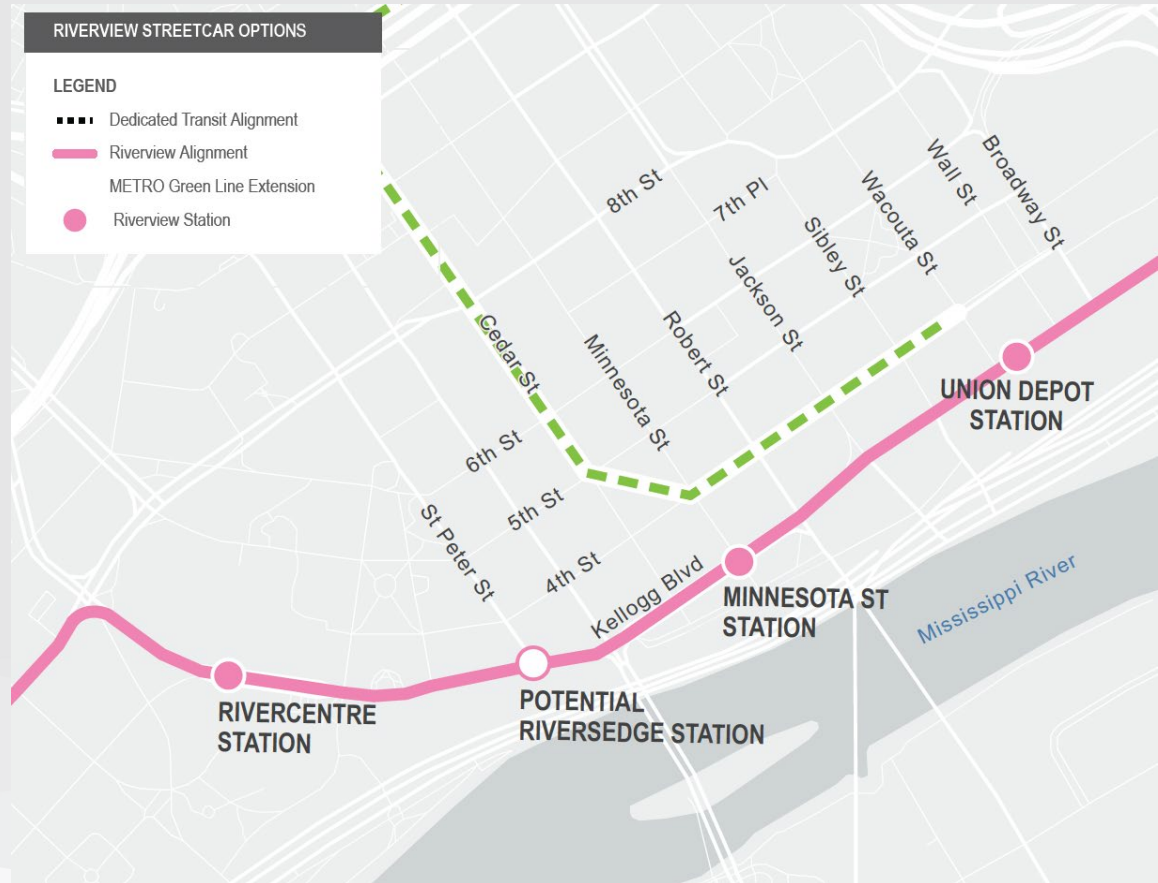 RIVERVIEW STREETCAR OPTIONS
LEGEND
Dedicated Transit Alignment
Riverview Alignment
METRO Green Line Extension
Riverview Station
8th St
7th Pl
Wall St
Broadway St
Wacouta St
Sibley St
Jackson St
Robert St
Minnesota St
Cedar St
6th St
5th St
4th St
St Peter St
Kellogg Blvd
UNION DEPOT
STATION
MINNESOTA ST
STATION
Mississippi River
POTENTIAL
RIVERSEDGE STATION
RIVERCENTRE
STATION